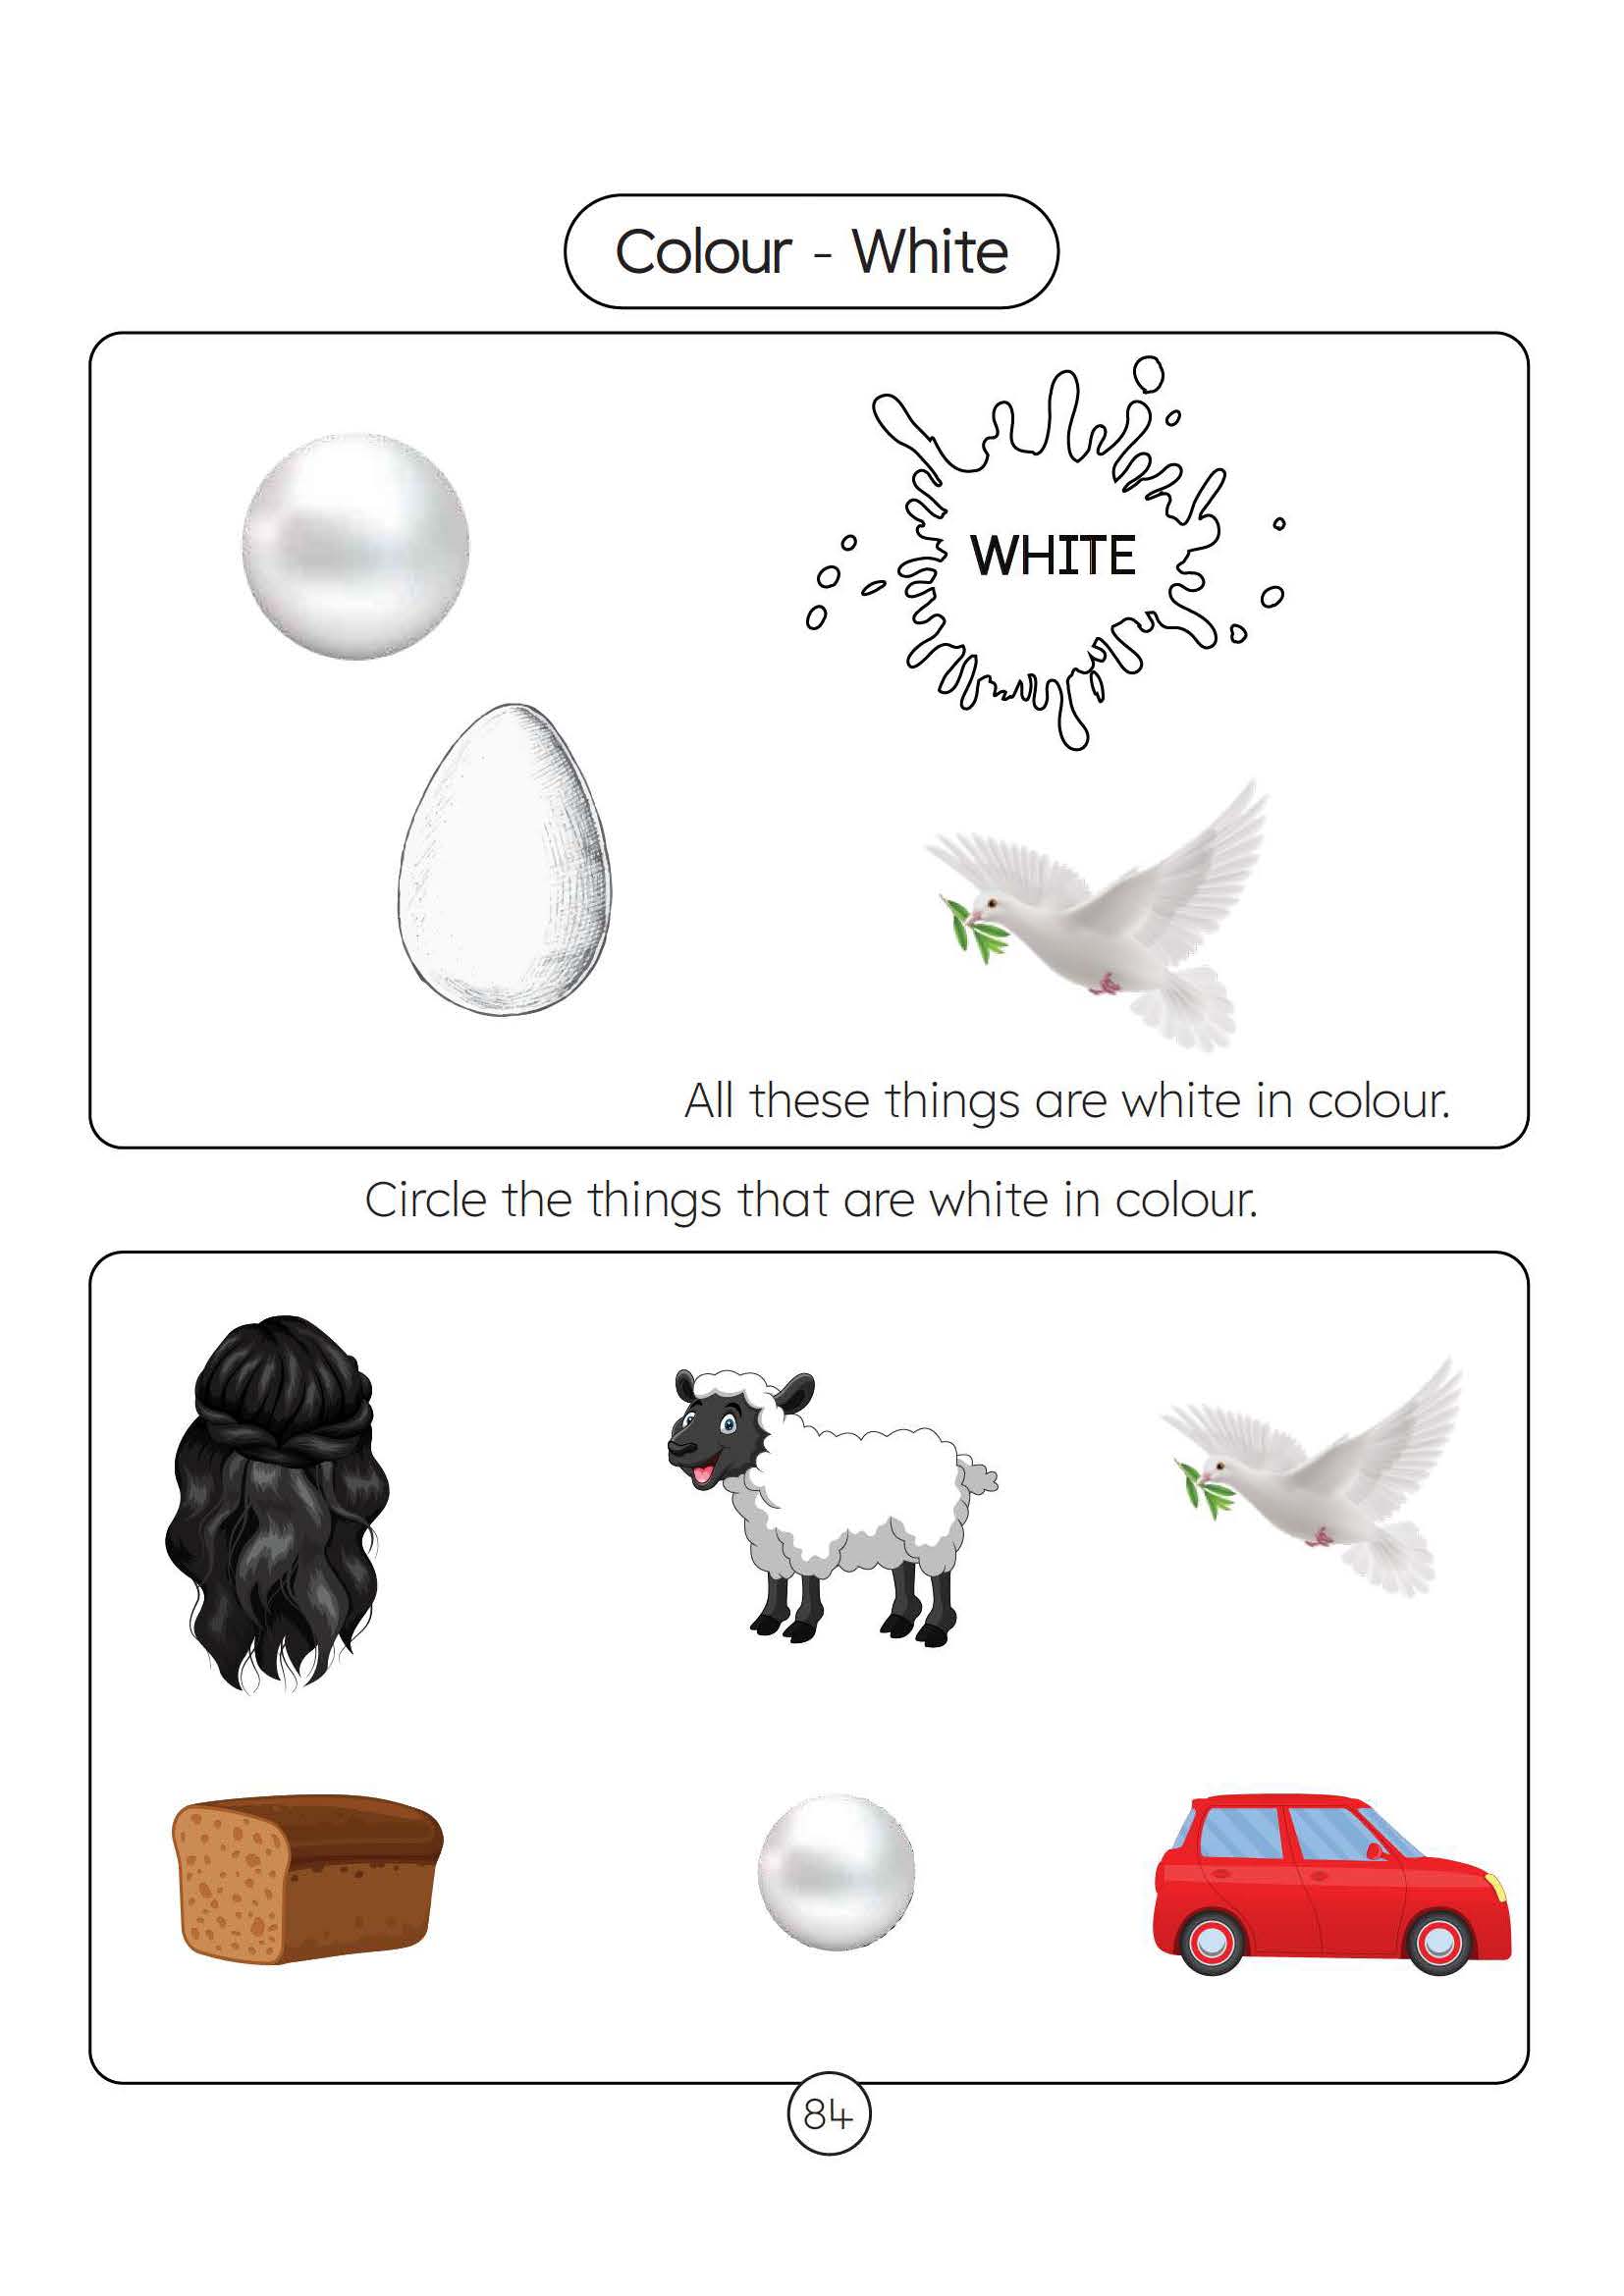 Colour - White
WHITE
All these things are white in colour.
Circle the things that are white in colour.
84